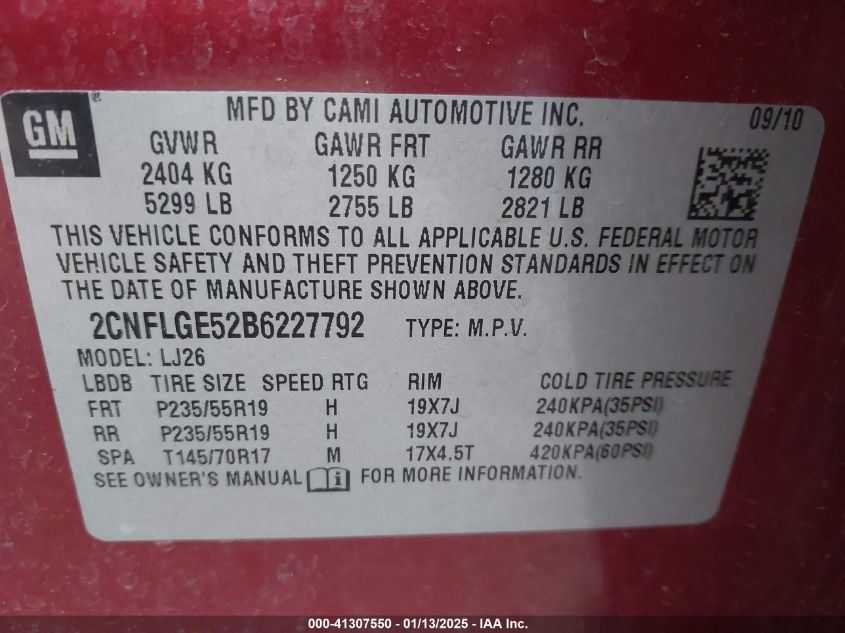 GM ®
MFD BY CAMI AUTOMOTIVE INC. 09/10
GVWR GAWR FRT GAWR RR
2404 KG 1250 KG 1280 KG
5299 LB 2755 LB 2821 LB
THIS VEHICLE CONFORMS TO ALL APPLICABLE U.S. FEDERAL MOTOR
VEHICLE SAFETY AND THEFT PREVENTION STANDARDS IN EFFECT ON
THE DATE OF MANUFACTURE SHOWN ABOVE.
2CNFLGE52B6227792 TYPE: M.P.V.
MODEL: LJ26
LBDB TIRE SIZE SPEED RTG RIM COLD TIRE PRESSURE
FRT P235/55R19 H 19X7J 240KPA(35PSI)
RR P235/55R19 H 19X7J 240KPA(35PSI)
SPA T145/70R17 M 17X4.5T 420KPA(60PSI)
SEE OWNER'S MANUAL i FOR MORE INFORMATION.
000-41307550 — 01/13/2025 - IAA Inc.